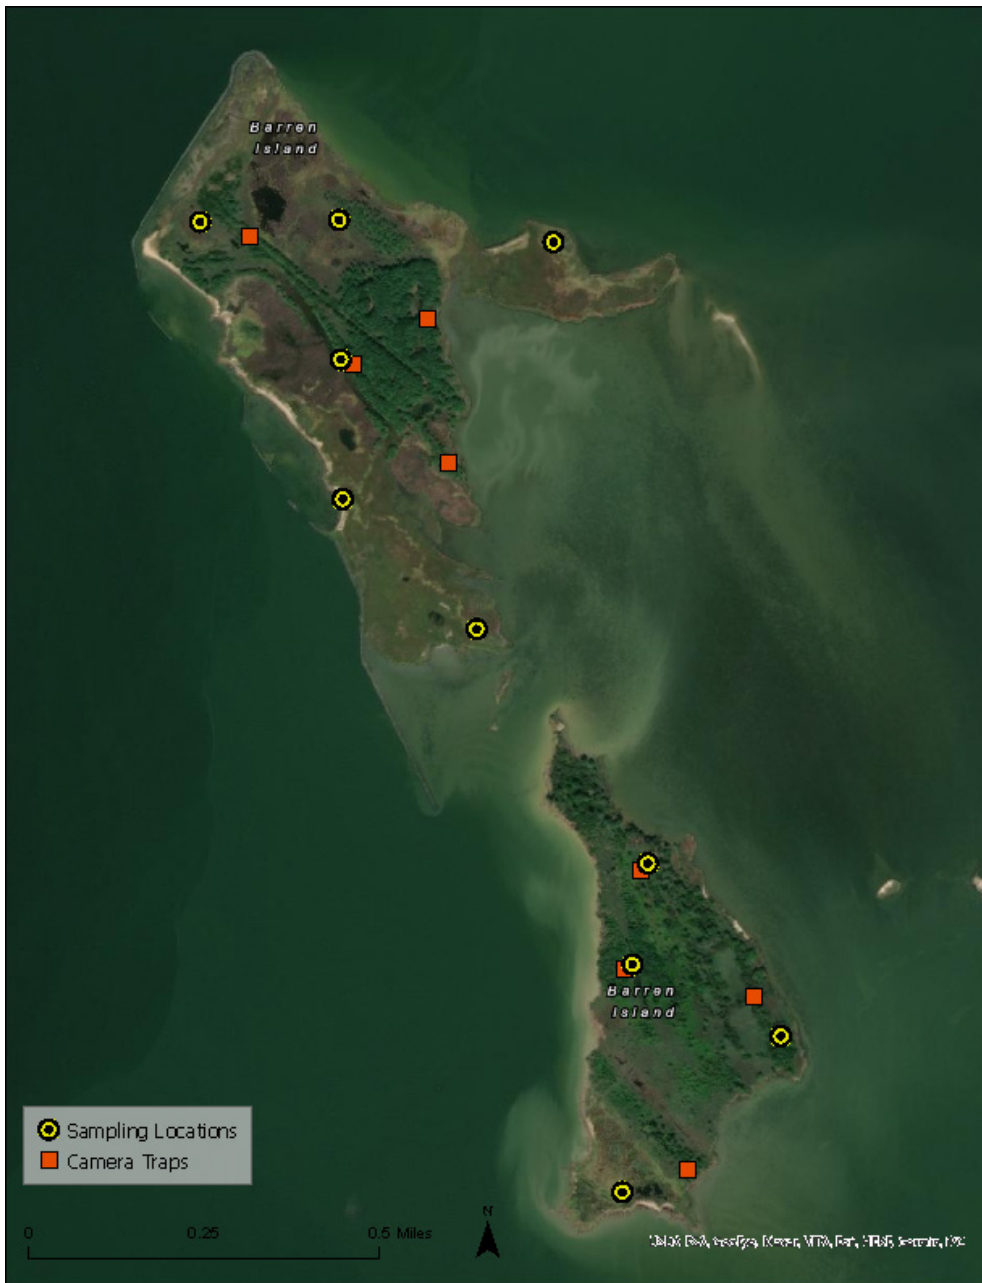 Barren
Island
Barren
Island
Sampling Locations
Camera Traps
N
0
0.25
0.5 Miles